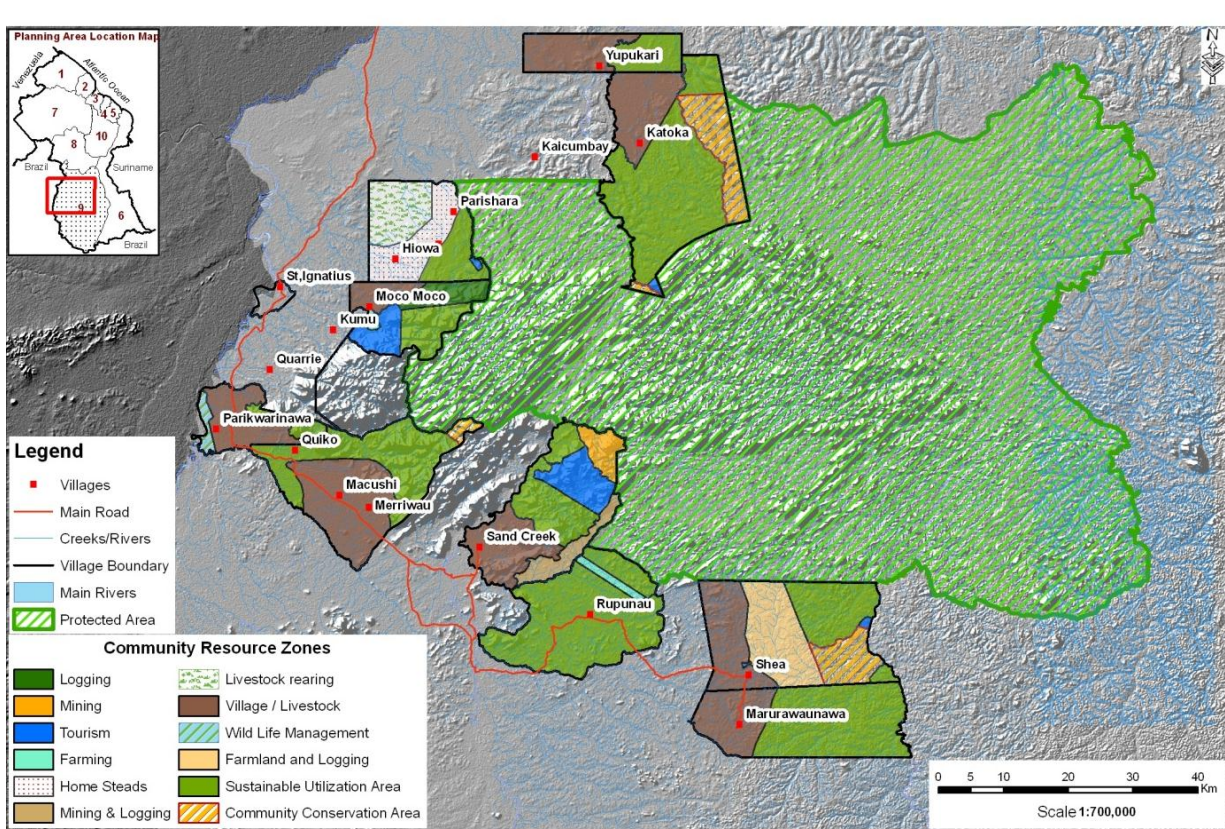 Planning Area Location Map
Venezuela
Atlantic Ocean
1
2
3
4
5
7
10
8
Brazil
Suriname
9
6
Brazil
N
Yupukari
Katoka
Kaicumbay
Parishara
Hiowa
St,Ignatius
Moco Moco
Kumu
Quarrie
Parikwarinawa
Quiko
Macushi
Merriwau
Sand Creek
Rupunau
Shea
Marurawaunawa
Legend
Villages
Main Road
Creeks/Rivers
Village Boundary
Main Rivers
Protected Area
Community Resource Zones
Logging
Livestock rearing
Mining
Village / Livestock
Tourism
Wild Life Management
Farming
Farmland and Logging
Home Steads
Sustainable Utilization Area
Mining & Logging
Community Conservation Area
0 5 10 20 30 40
Km
Scale 1:700,000